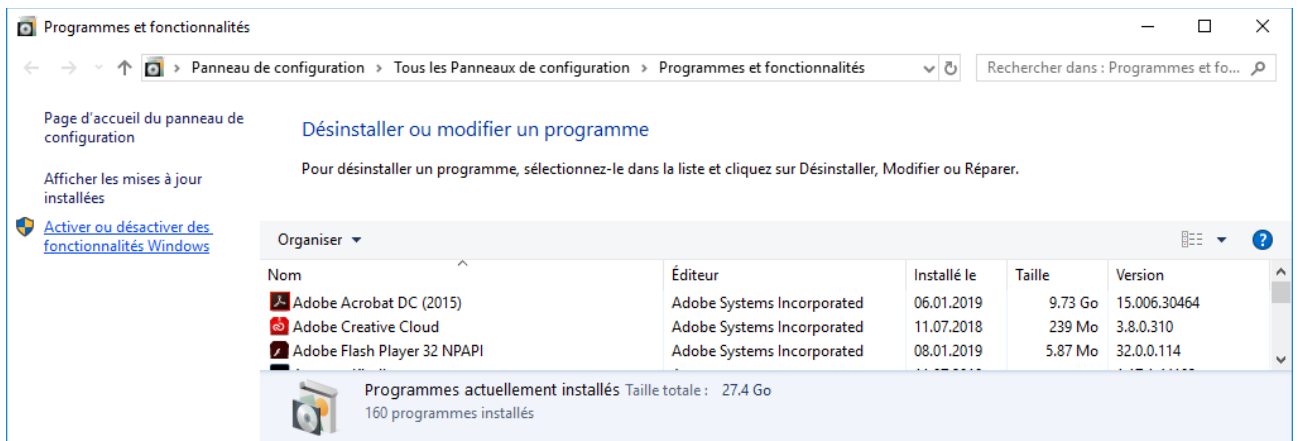 Programmes et fonctionnalités
Panneau de configuration > Tous les Panneaux de configuration > Programmes et fonctionnalités
Rechercher dans : Programmes et fo...
Page d'accueil du panneau de
configuration
Afficher les mises à jour
installées
Activer ou désactiver des
fonctionnalités Windows
Désinstaller ou modifier un programme
Pour désinstaller un programme, sélectionnez-le dans la liste et cliquez sur Désinstaller, Modifier ou Réparer.
Organiser
Nom Éditeur Installé le Taille Version
Adobe Acrobat DC (2015) Adobe Systems Incorporated 06.01.2019 9.73 Go 15.006.30464
Adobe Creative Cloud Adobe Systems Incorporated 11.07.2018 239 Mo 3.8.0.310
Adobe Flash Player 32 NPAPI Adobe Systems Incorporated 08.01.2019 5.87 Mo 32.0.0.114
Programmes actuellement installés Taille totale : 27.4 Go
160 programmes installés